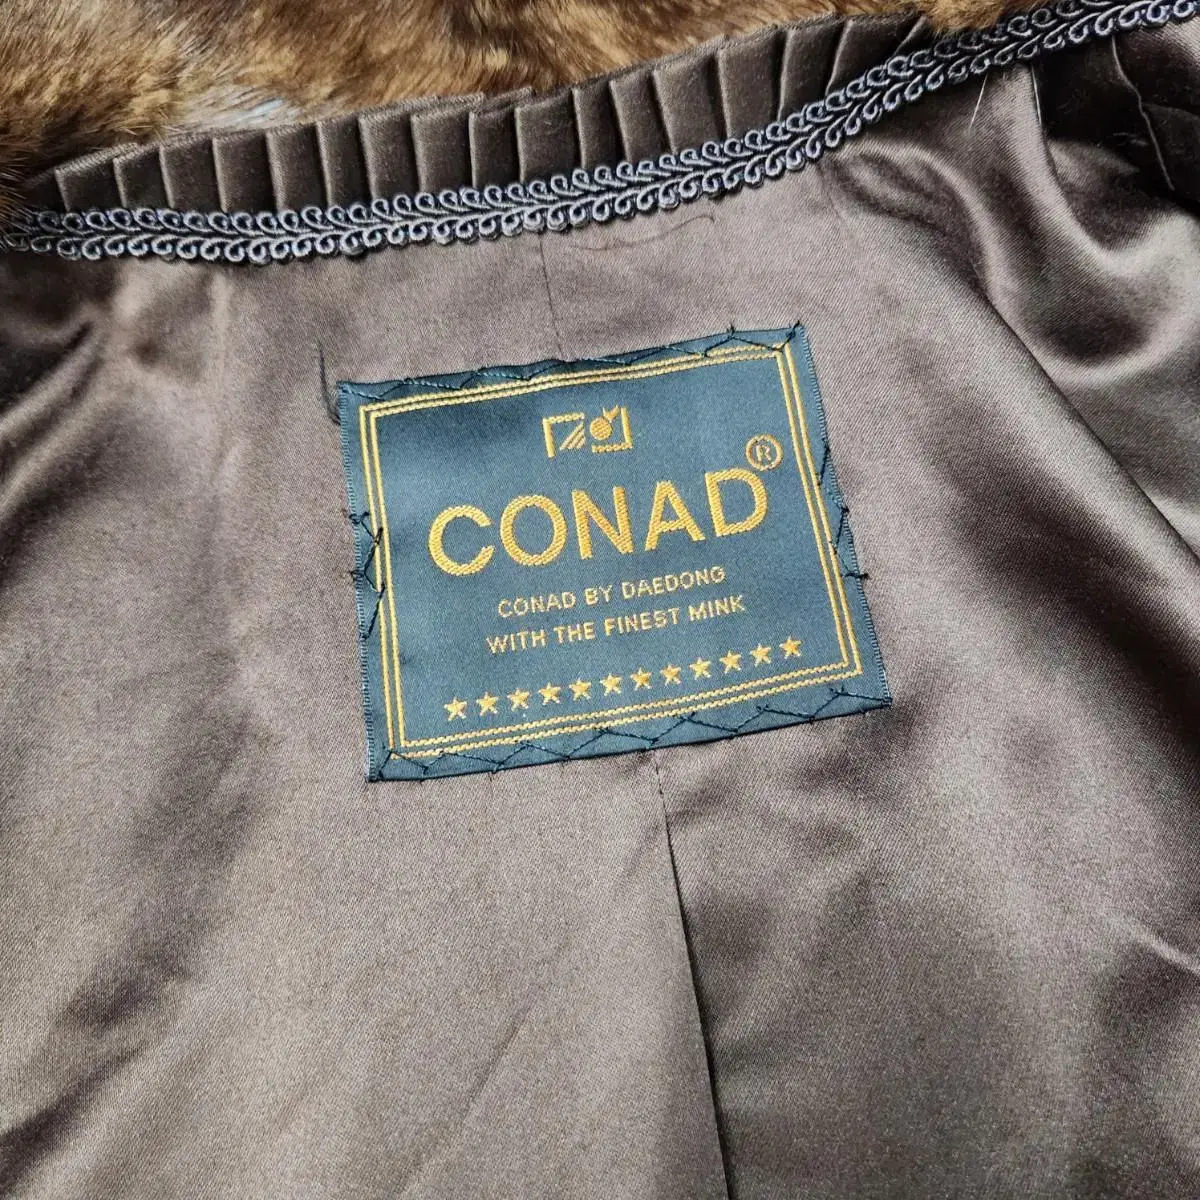 CONAD®
CONAD BY DAEDONG
WITH THE FINEST MINK